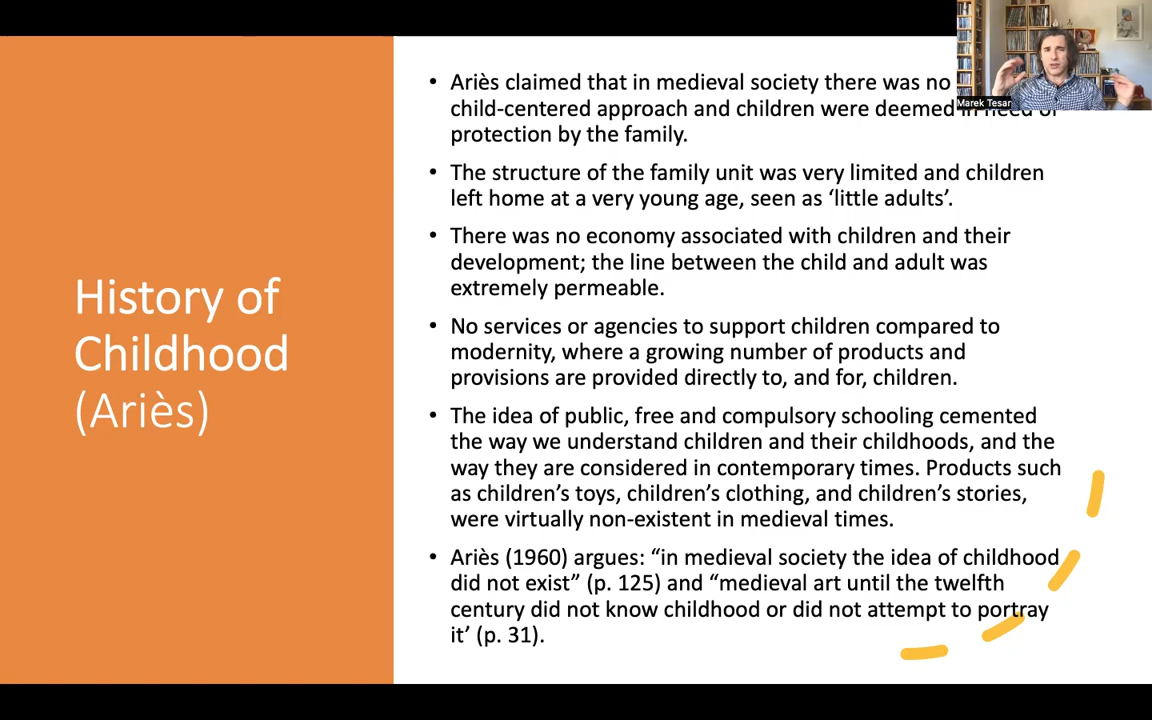 History of
Childhood
(Ariès)
• Ariès claimed that in medieval society there was no
child-centered approach and children were deemed in need of
protection by the family.
• The structure of the family unit was very limited and children
left home at a very young age, seen as ‘little adults’.
• There was no economy associated with children and their
development; the line between the child and adult was
extremely permeable.
• No services or agencies to support children compared to
modernity, where a growing number of products and
provisions are provided directly to, and for, children.
• The idea of public, free and compulsory schooling cemented
the way we understand children and their childhoods, and the
way they are considered in contemporary times. Products such
as children’s toys, children’s clothing, and children’s stories,
were virtually non-existent in medieval times.
• Ariès (1960) argues: “in medieval society the idea of childhood
did not exist” (p. 125) and “medieval art until the twelfth
century did not know childhood or did not attempt to portray
it’ (p. 31).
Marek Tesar